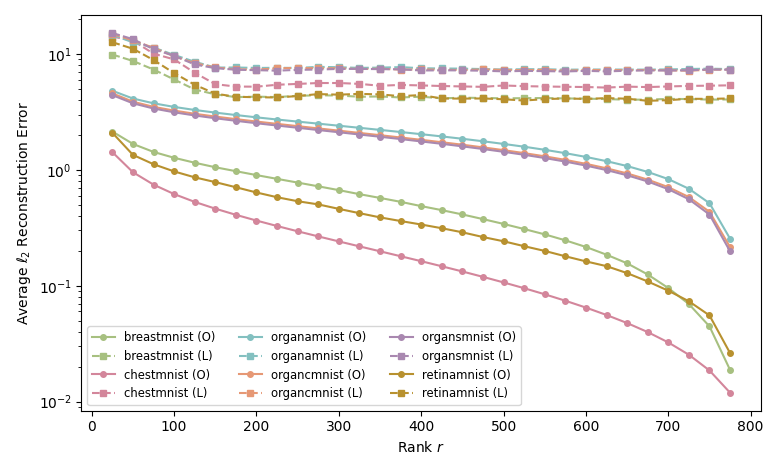 Average ℓ₂ Reconstruction Error
10¹
10⁰
10⁻¹
10⁻²
breastmnist (O)
breastmnist (L)
chestmnist (O)
chestmnist (L)
organamnist (O)
organamnist (L)
organcmnist (O)
organcmnist (L)
organsmnist (O)
organsmnist (L)
retinamnist (O)
retinamnist (L)
0 100 200 300 400 500 600 700 800
Rank r